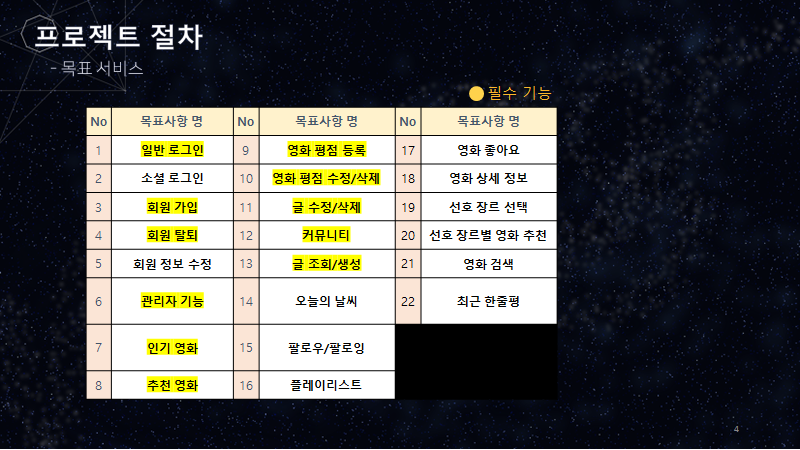 프로젝트 절차
- 목표 서비스
필수 기능
No 목표사항 명 No 목표사항 명 No 목표사항 명
1 일반 로그인 9 영화 평점 등록 17 영화 좋아요
2 소셜 로그인 10 영화 평점 수정/삭제 18 영화 상세 정보
3 회원 가입 11 글 수정/삭제 19 선호 장르 선택
4 회원 탈퇴 12 커뮤니티 20 선호 장르별 영화 추천
5 회원 정보 수정 13 글 조회/생성 21 영화 검색
6 관리자 기능 14 오늘의 날씨 22 최근 한줄평
7 인기 영화 15 팔로우/팔로잉
8 추천 영화 16 플레이리스트
4